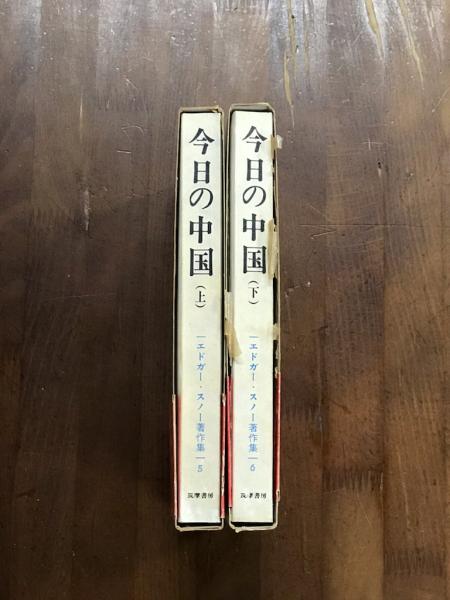 今日の中国(上)
―エドガー・スノー著作集―5
筑摩書房
今日の中国(下)
―エドガー・スノー著作集―6
筑摩書房